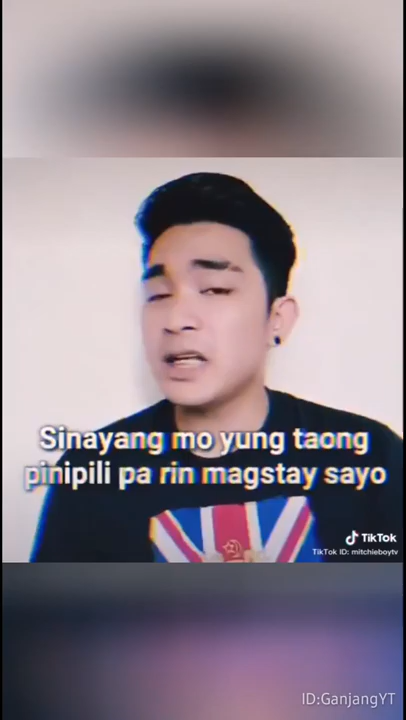 Sinayang mo yung taong
pinipili pa rin magstay sayo
TikTok
TikTok ID: mitchieboytv
ID:GanjangYT